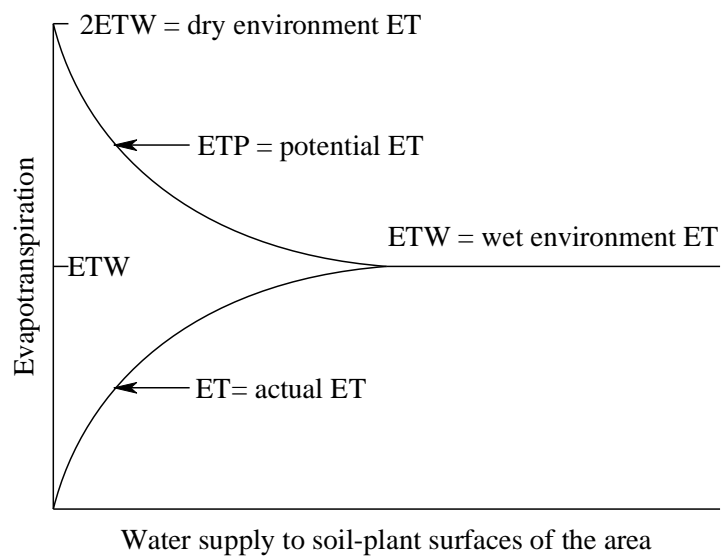 2ETW = dry environment ET
ETP = potential ET
ETW = wet environment ET
ETW
Evapotranspiration
ET= actual ET
Water supply to soil-plant surfaces of the area